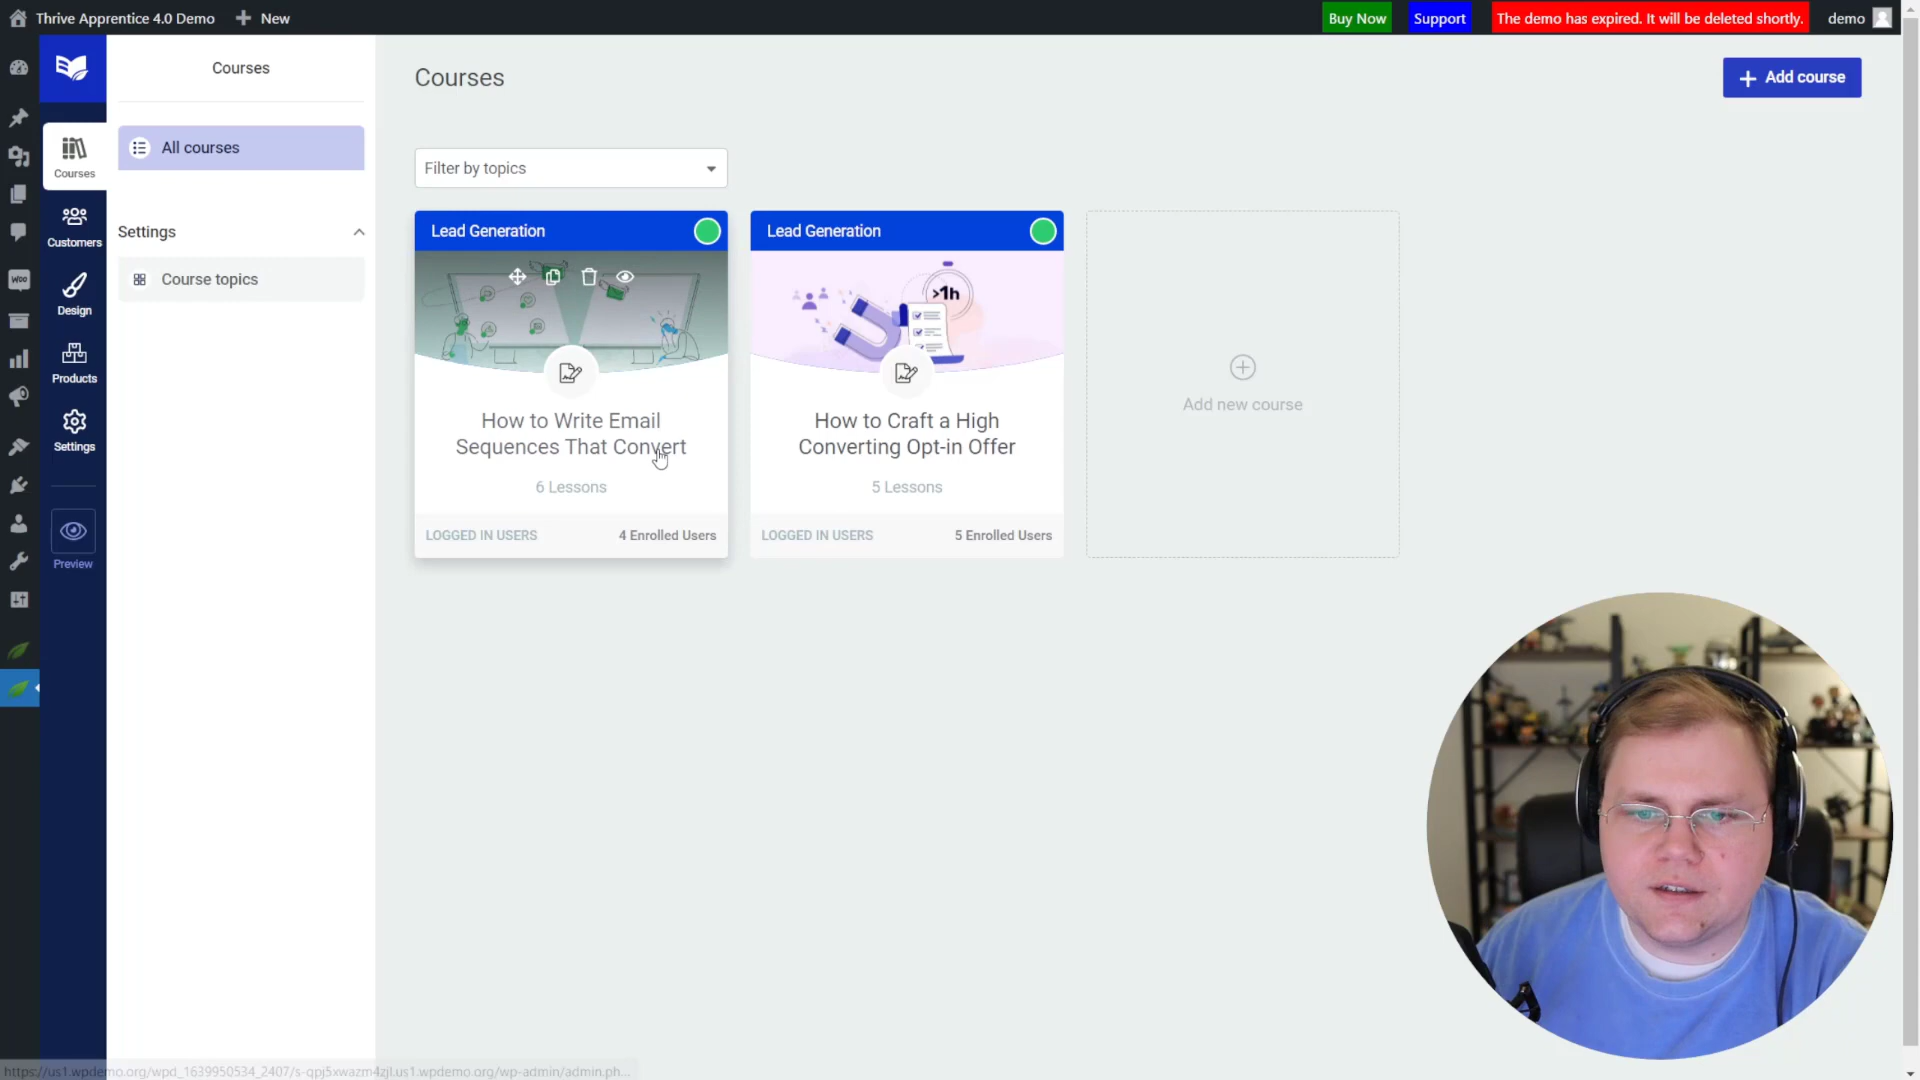 Thrive Apprentice 4.0 Demo
New
Buy Now
Support
The demo has expired. It will be deleted shortly.
demo
Courses
Courses
Add course
All courses
Courses
Filter by topics
Customers
Settings
Lead Generation
Lead Generation
Course topics
Design
>1h
Woo
Products
Add new course
How to Write Email
Sequences That Convert
How to Craft a High
Converting Opt-in Offer
Settings
6 Lessons
5 Lessons
LOGGED IN USERS
4 Enrolled Users
LOGGED IN USERS
5 Enrolled Users
Preview
https://us1.wpdemo.org/wpd_1639950534_2407/s-qpj5xwazm4zjl.us1.wpdemo.org/wp-admin/admin.ph...